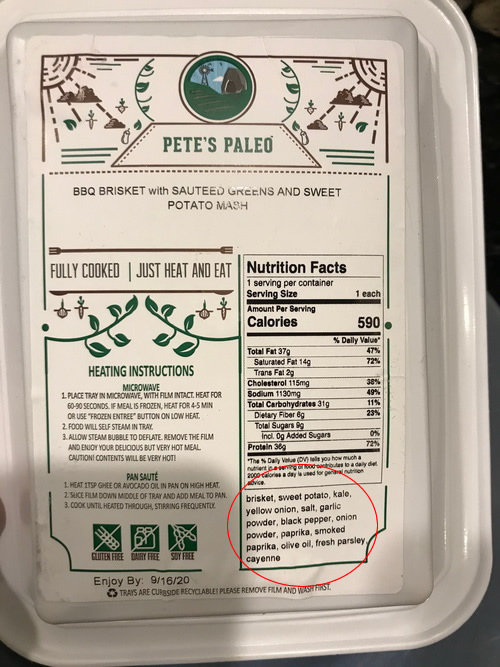 PETE'S PALEO
BBQ BRISKET with SAUTEED GREENS AND SWEET
POTATO MASH
FULLY COOKED | JUST HEAT AND EAT
HEATING INSTRUCTIONS
MICROWAVE
1. PLACE TRAY IN MICROWAVE, WITH FILM INTACT. HEAT FOR
60-90 SECONDS. IF MEAL IS FROZEN, HEAT FOR 4-5 MIN
OR USE "FROZEN ENTREE" BUTTON ON LOW HEAT.
2. FOOD WILL SELF STEAM IN TRAY.
3. ALLOW STEAM BUBBLE TO DEFLATE. REMOVE THE FILM
AND ENJOY YOUR DELICIOUS BUT VERY HOT MEAL.
CAUTION! CONTENTS WILL BE VERY HOT!
PAN SAUTÉ
1. HEAT 1TSP GHEE OR AVOCADO OIL IN PAN ON HIGH HEAT.
2. SLICE FILM DOWN MIDDLE OF TRAY AND ADD MEAL TO PAN.
3. COOK UNTIL HEATED THROUGH, STIRRING FREQUENTLY.
GLUTEN FREE DAIRY FREE SOY FREE
Nutrition Facts
1 serving per container
Serving Size 1 each
Amount Per Serving
Calories 590
% Daily Value*
Total Fat 37g 47%
Saturated Fat 14g 72%
Trans Fat 2g
Cholesterol 115mg 38%
Sodium 1130mg 49%
Total Carbohydrates 31g 11%
Dietary Fiber 6g 23%
Total Sugars 9g
Incl. 0g Added Sugars 0%
Protein 36g 72%
*The % Daily Value (DV) tells you how much a
nutrient in a serving of food contributes to a daily diet.
2000 calories a day is used for general nutrition
advice.
brisket, sweet potato, kale,
yellow onion, salt, garlic
powder, black pepper, onion
powder, paprika, smoked
paprika, olive oil, fresh parsley,
cayenne
Enjoy By: 9/16/20
TRAYS ARE CURBSIDE RECYCLABLE! PLEASE REMOVE FILM AND WASH FIRST.